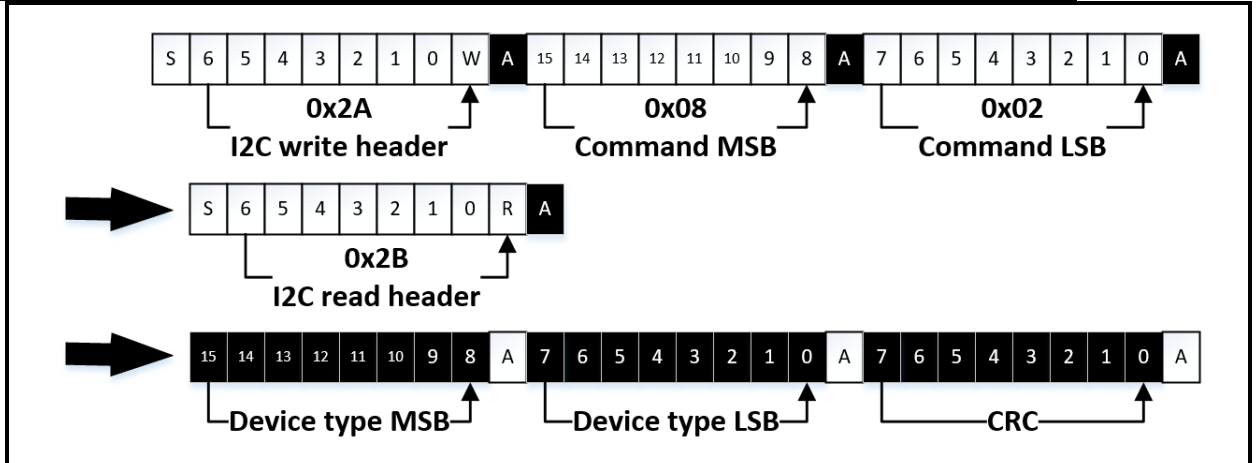 S 6 5 4 3 2 1 0 W A 15 14 13 12 11 10 9 8 A 7 6 5 4 3 2 1 0 A
0x2A 0x08 0x02
I2C write header Command MSB Command LSB
S 6 5 4 3 2 1 0 R A
0x2B
I2C read header
15 14 13 12 11 10 9 8 A 7 6 5 4 3 2 1 0 A 7 6 5 4 3 2 1 0 A
Device type MSB Device type LSB CRC